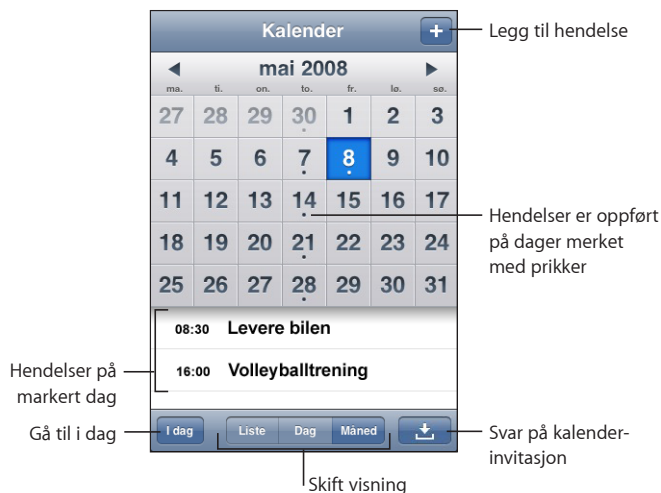 Kalender
+
Legg til hendelse
mai 2008
ma. ti. on. to. fr. lø. sø.
27 28 29 30 1 2 3
4 5 6 7 8 9 10
11 12 13 14 15 16 17
18 19 20 21 22 23 24
25 26 27 28 29 30 31
Hendelser er oppført
på dager merket
med prikker
08:30 Levere bilen
16:00 Volleyballtrening
Hendelser på
markert dag
Gå til i dag
I dag
Liste Dag Måned
Svar på kalender-
invitasjon
Skift visning